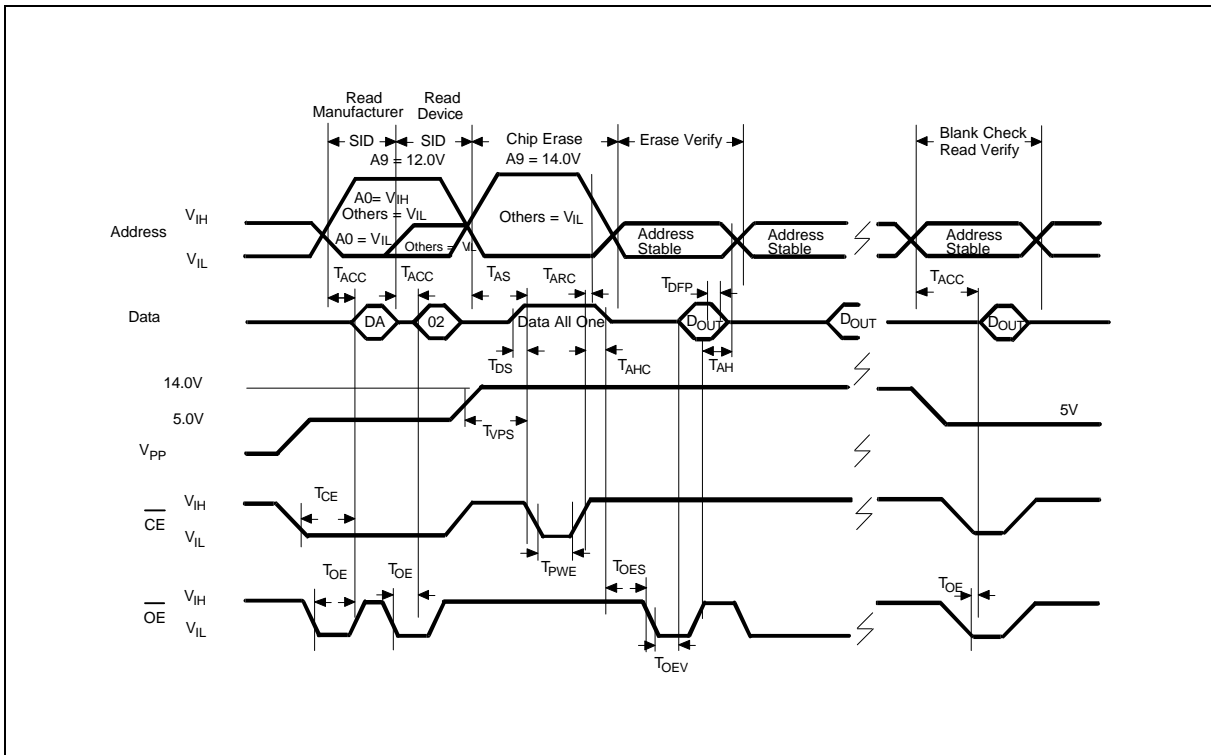 Read Manufacturer
Read Device
SID
SID
Chip Erase
Erase Verify
Blank Check
Read Verify
A9 = 12.0V
A9 = 14.0V
A0= VIH
Others = VIL
A0 = VIL
Others = VIL
Others = VIL
Address
VIH
VIL
Address Stable
Address Stable
Address Stable
TACC
TACC
TAS
TARC
TDFP
TACC
Data
DA
02
Data All One
DOUT
DOUT
DOUT
TDS
TAHC
TAH
14.0V
5.0V
VPP
TVPS
5V
CE
VIH
VIL
TCE
TPWE
OE
VIH
VIL
TOE
TOE
TOES
TOEV
TOE